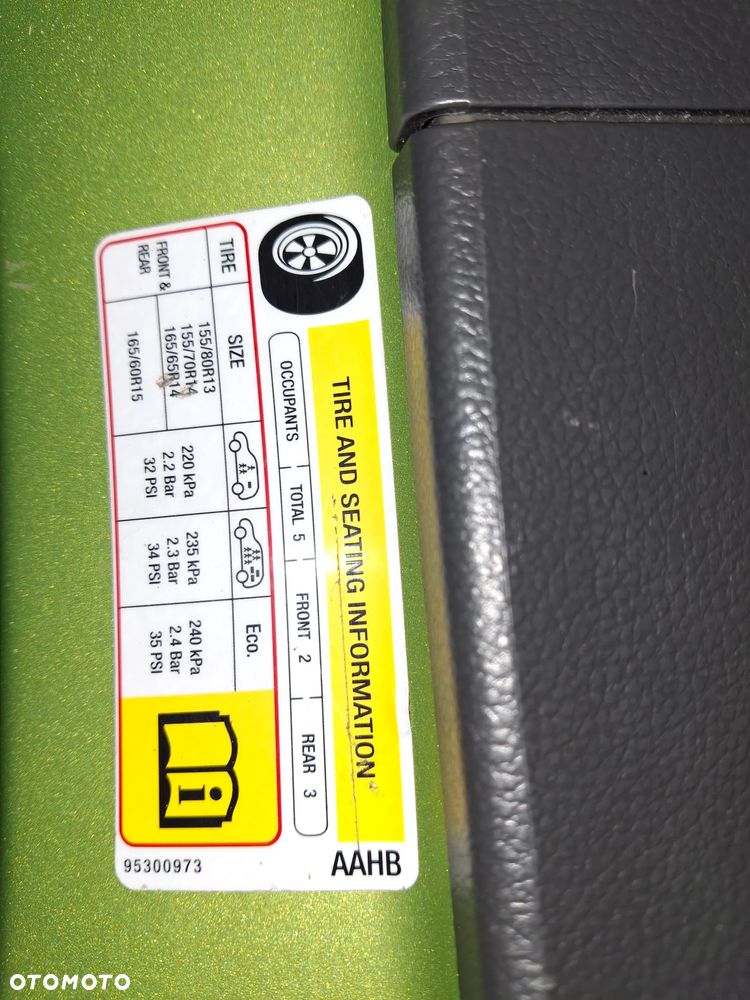 TIRE AND SEATING INFORMATION
OCCUPANTS TOTAL 5 FRONT 2 REAR 3
TIRE SIZE Eco.
FRONT &
REAR
155/80R13
155/70R14
165/65R14
165/60R15
220 kPa
2.2 Bar
32 PSI
235 kPa
2.3 Bar
34 PSI
240 kPa
2.4 Bar
35 PSI
i
AAHB
95300973
OTOMOTO